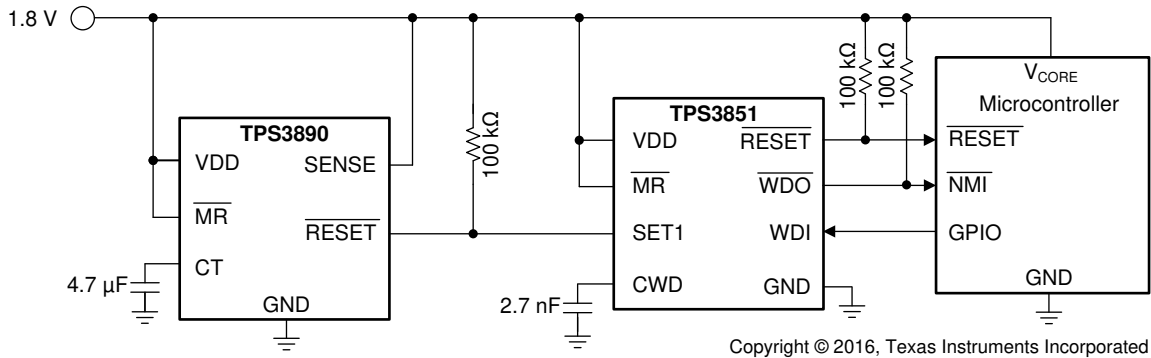 1.8 V
TPS3890
VDD
SENSE
MR
RESET
CT
GND
4.7 µF
100 kΩ
TPS3851
VDD
RESET
MR
WDO
SET1
WDI
CWD
GND
2.7 nF
100 kΩ
100 kΩ
VCORE
Microcontroller
RESET
NMI
GPIO
GND
Copyright © 2016, Texas Instruments Incorporated